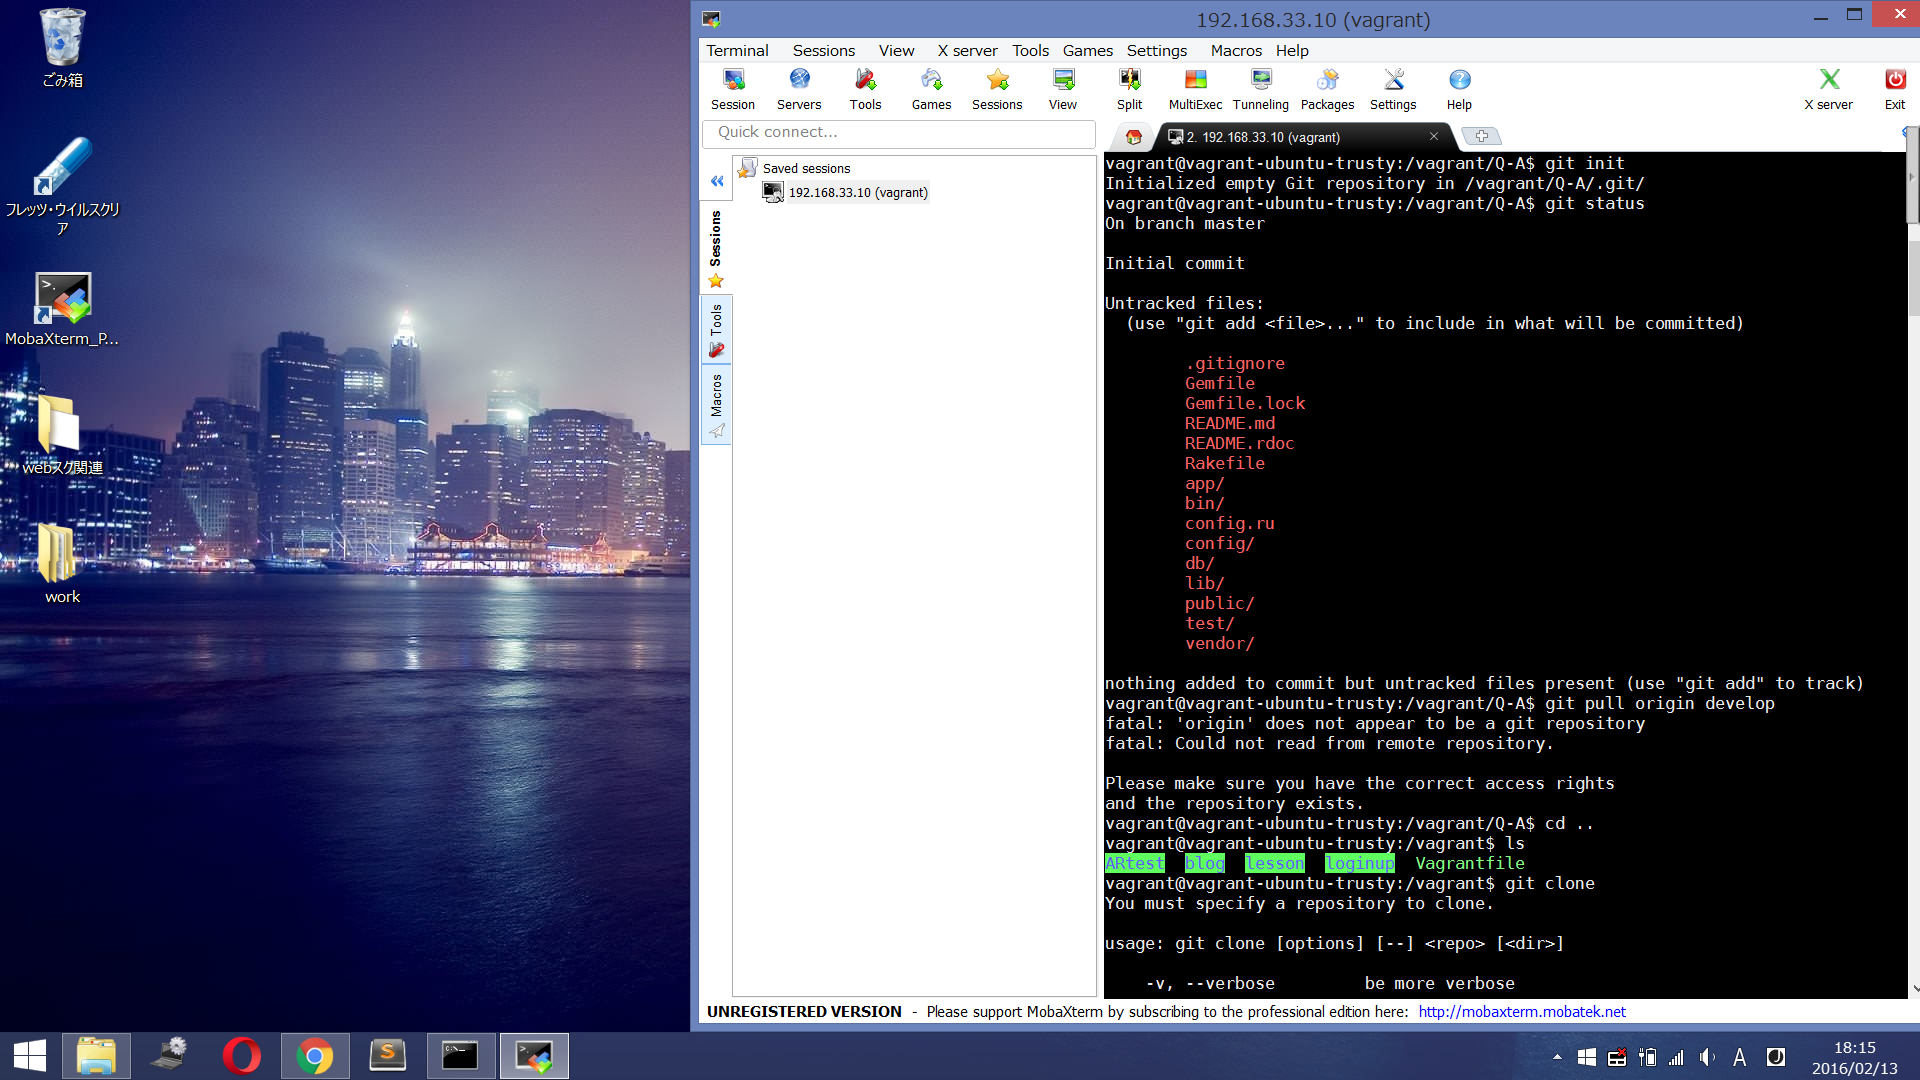 ごみ箱
フレッツ・ウイルスクリ
ア
MobaXterm_P...
webスク関連
work
192.168.33.10 (vagrant)
Terminal Sessions View X server Tools Games Settings Macros Help
Session Servers Tools Games Sessions View Split MultiExec Tunneling Packages Settings Help X server Exit
Quick connect...
2. 192.168.33.10 (vagrant)
Saved sessions
192.168.33.10 (vagrant)
Sessions
Tools
Macros
vagrant@vagrant-ubuntu-trusty:/vagrant/Q-A$ git init
Initialized empty Git repository in /vagrant/Q-A/.git/
vagrant@vagrant-ubuntu-trusty:/vagrant/Q-A$ git status
On branch master
Initial commit
Untracked files:
(use "git add <file>..." to include in what will be committed)
.gitignore
Gemfile
Gemfile.lock
README.md
README.rdoc
Rakefile
app/
bin/
config.ru
config/
db/
lib/
public/
test/
vendor/
nothing added to commit but untracked files present (use "git add" to track)
vagrant@vagrant-ubuntu-trusty:/vagrant/Q-A$ git pull origin develop
fatal: 'origin' does not appear to be a git repository
fatal: Could not read from remote repository.
Please make sure you have the correct access rights
and the repository exists.
vagrant@vagrant-ubuntu-trusty:/vagrant/Q-A$ cd ..
vagrant@vagrant-ubuntu-trusty:/vagrant$ ls
ARtest blog lesson loginup Vagrantfile
vagrant@vagrant-ubuntu-trusty:/vagrant$ git clone
You must specify a repository to clone.
usage: git clone [options] [--] <repo> [<dir>]
-v, --verbose be more verbose
UNREGISTERED VERSION - Please support MobaXterm by subscribing to the professional edition here: http://mobaxterm.mobatek.net
A
18:15
2016/02/13